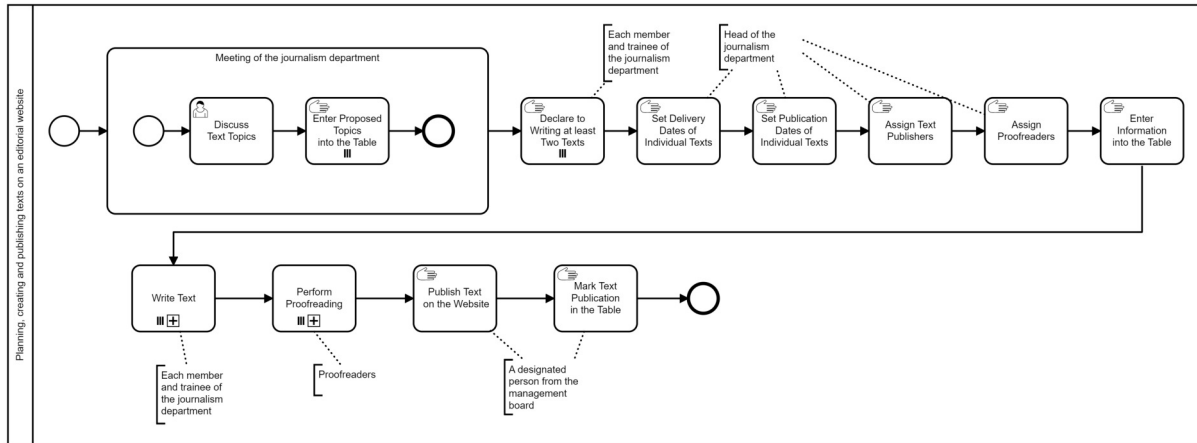 Planning, creating and publishing texts on an editorial website
Meeting of the journalism department
Discuss
Text Topics
Enter Proposed
Topics
into the Table
Each member
and trainee of
the journalism
department
Head of the
journalism
department
Declare to
Writing at least
Two Texts
Set Delivery
Dates of
Individual Texts
Set Publication
Dates of
Individual Texts
Assign Text
Publishers
Assign
Proofreaders
Enter
Information
into the Table
Write Text
Perform
Proofreading
Publish Text
on the Website
Mark Text
Publication
in the Table
Each member
and trainee of
the journalism
department
Proofreaders
A designated
person from the
management
board